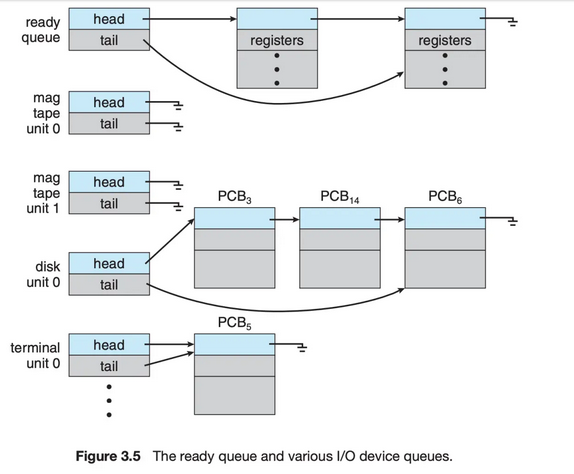 ready
queue
head
tail
registers
registers
mag
tape
unit 0
head
tail
mag
tape
unit 1
head
tail
PCB₃
PCB₁₄
PCB₆
disk
unit 0
head
tail
PCB₅
terminal
unit 0
head
tail
Figure 3.5 The ready queue and various I/O device queues.